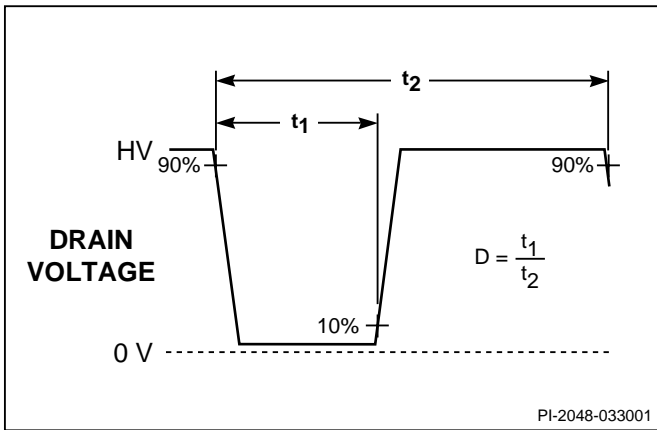 t2
t1
HV
90%
90%
DRAIN
VOLTAGE
D = t1
t2
10%
0 V
PI-2048-033001